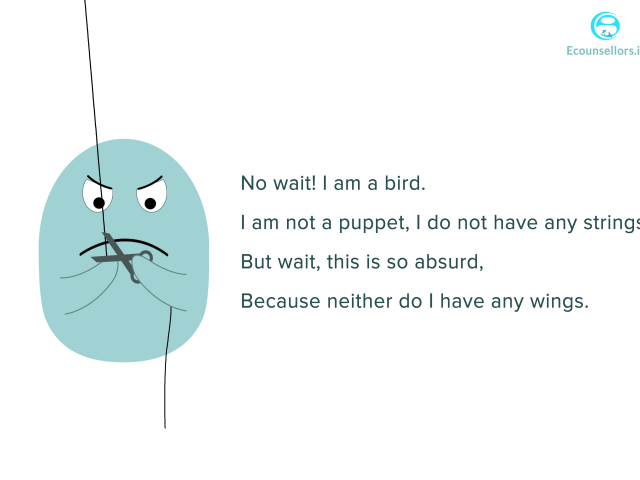 Ecounsellors.i
No wait! I am a bird.
I am not a puppet, I do not have any strings
But wait, this is so absurd,
Because neither do I have any wings.